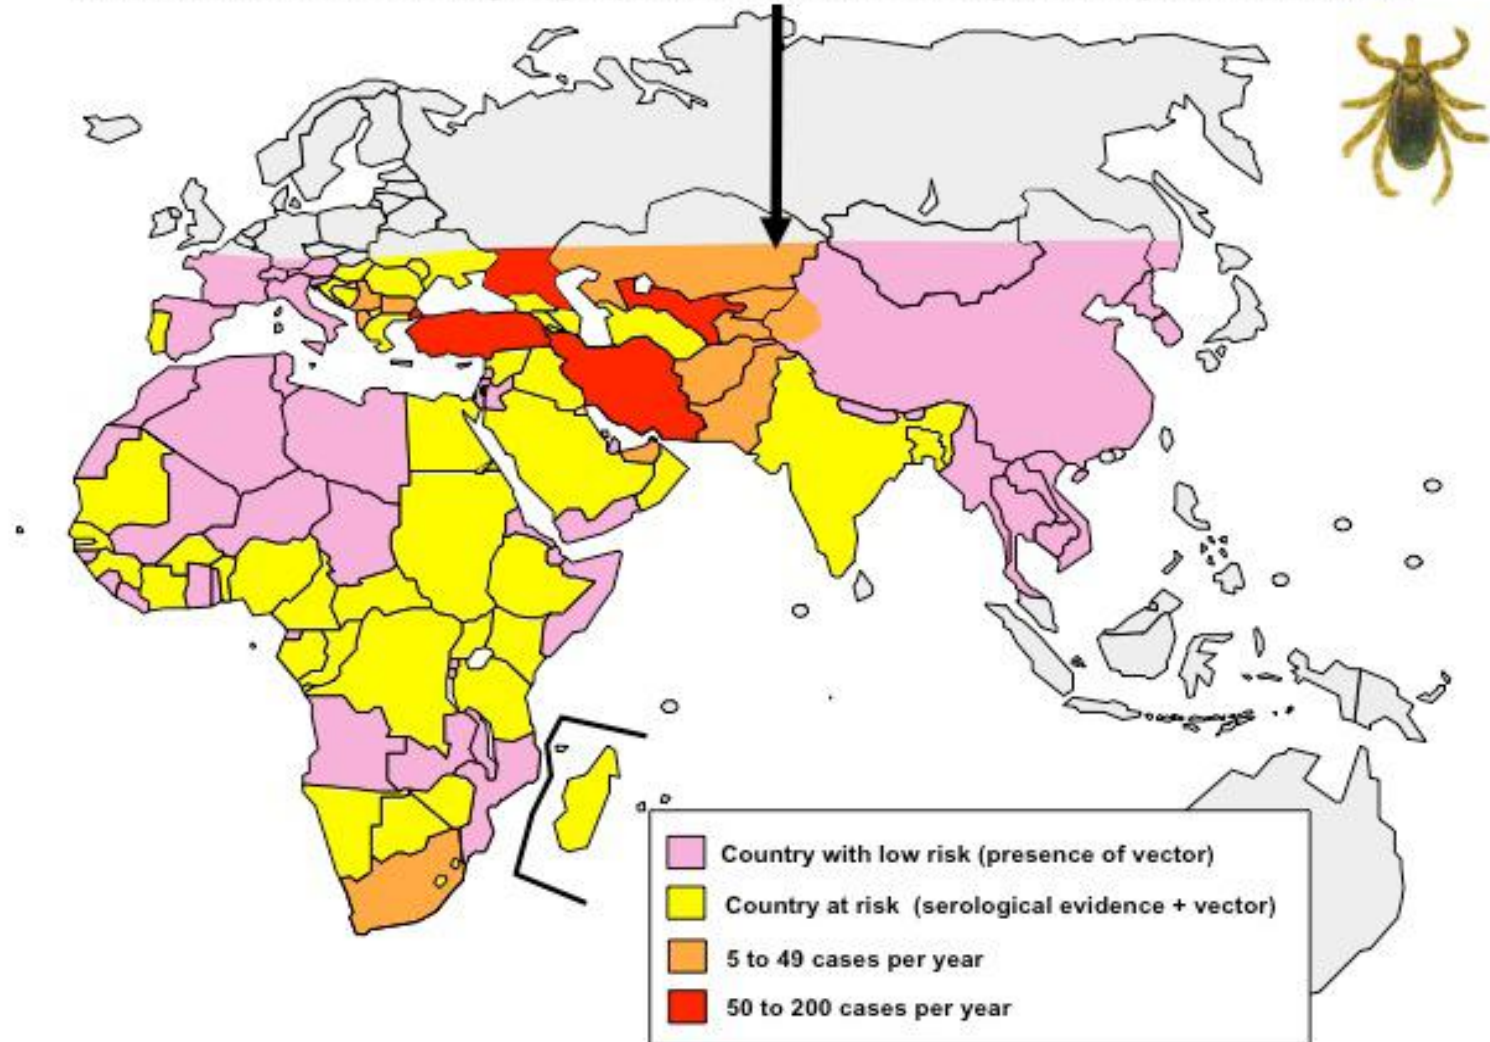 Country with low risk (presence of vector)
Country at risk (serological evidence + vector)
5 to 49 cases per year
50 to 200 cases per year